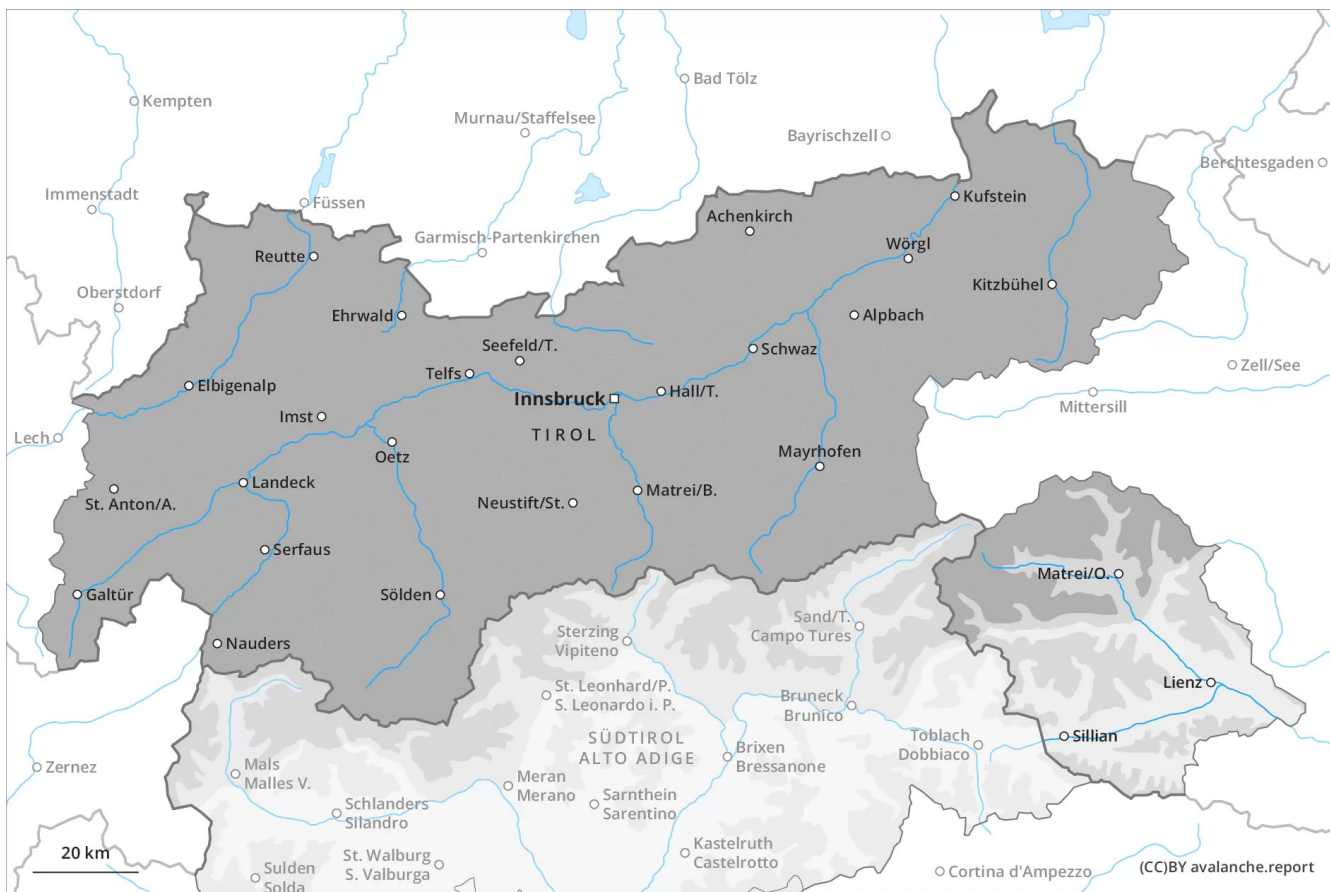 Bad Tölz
Kempten
Murnau/Staffelsee
Bayrischzell
Berchtesgaden
Immenstadt
Füssen
Kufstein
Achenkirch
Garmisch-Partenkirchen
Wörgl
Reutte
Kitzbühel
Oberstdorf
Ehrwald
Alpbach
Seefeld/T.
Schwaz
Zell/See
Telfs
Elbigenalp
Hall/T.
Innsbruck
Mittersill
Imst
TIROL
Lech
Oetz
Mayrhofen
Landeck
Matrei/B.
St. Anton/A.
Neustift/St.
Serfaus
Matrei/O.
Galtür
Sölden
Sand/T.
Campo Tures
Sterzing
Vipiteno
Nauders
Lienz
St. Leonhard/P.
S. Leonardo i. P.
Bruneck
Brunico
SÜDTIROL
ALTO ADIGE
Toblach
Dobbiaco
Sillian
Brixen
Bressanone
Zernez
Mals
Malles V.
Meran
Merano
Schlanders
Silandro
Sarnthein
Sarentino
Kastelruth
Castelrotto
20 km
St. Walburg
S. Valburga
Sulden
Solda
Cortina d'Ampezzo
(CC)BY avalanche.report